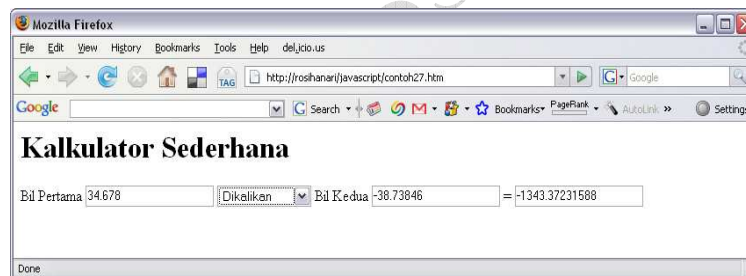 Mozilla Firefox
File Edit View History Bookmarks Tools Help del.icio.us
TAG http://rosihanari/javascript/contoh27.htm G Google
Google G Search Bookmarks PageRank AutoLink » Settings
Kalkulator Sederhana
Bil Pertama 34.678 Dikalikan Bil Kedua -38.73846 = -1343.37231588
Done